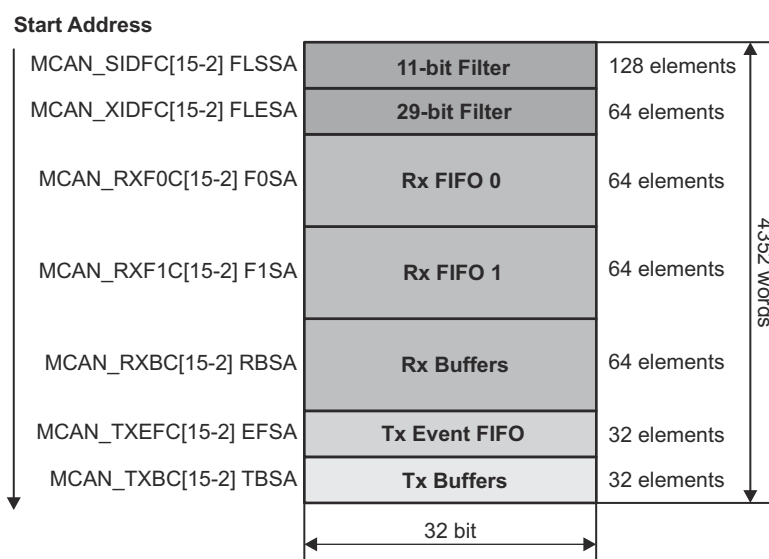 Start Address
MCAN_SIDFC[15-2] FLSSA 11-bit Filter 128 elements
MCAN_XIDFC[15-2] FLESA 29-bit Filter 64 elements
MCAN_RXF0C[15-2] F0SA Rx FIFO 0 64 elements
MCAN_RXF1C[15-2] F1SA Rx FIFO 1 64 elements
4352 words
MCAN_RXBC[15-2] RBSA Rx Buffers 64 elements
MCAN_TXEFC[15-2] EFSA Tx Event FIFO 32 elements
MCAN_TXBC[15-2] TBSA Tx Buffers 32 elements
32 bit